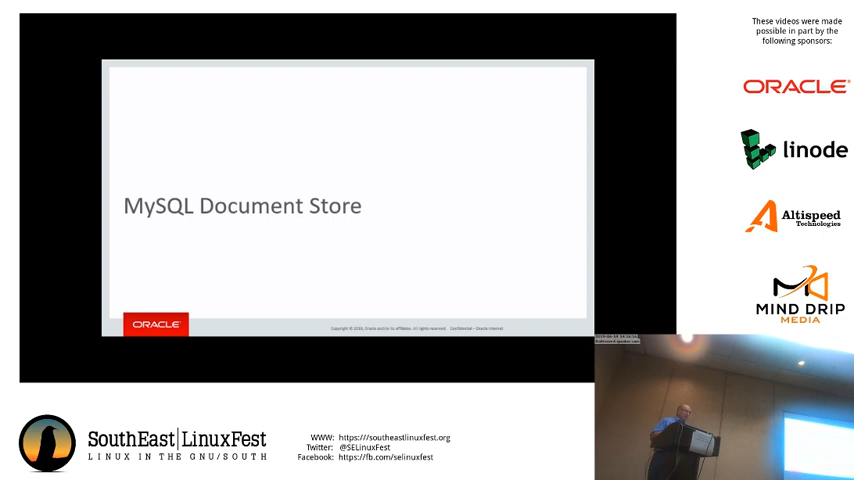 These videos were made
possible in part by the
following sponsors:
ORACLE
linode
Altispeed
Technologies
MIND DRIP
MEDIA
MySQL Document Store
ORACLE
SouthEast LinuxFest
LINUX IN THE GNU/SOUTH
WWW: https://southeastlinuxfest.org
Twitter: @SELinuxFest
Facebook: https://fb.com/selinuxfest